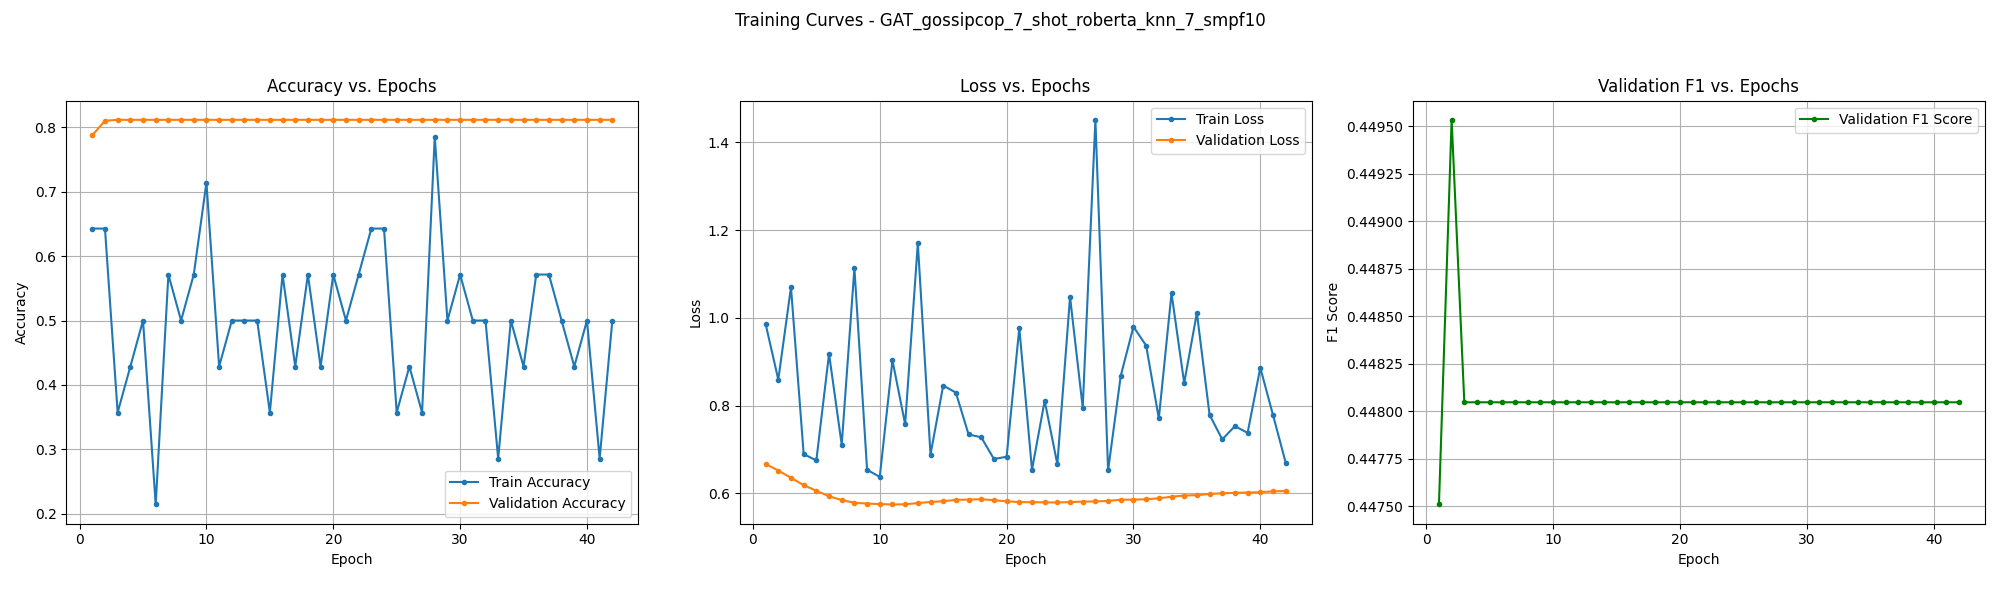 Training Curves - GAT_gossipcop_7_shot_roberta_knn_7_smpf10
Accuracy vs. Epochs
0.8
0.7
0.6
0.5
0.4
0.3
0.2
Accuracy
0 10 20 30 40
Epoch
Train Accuracy
Validation Accuracy
Loss vs. Epochs
1.4
1.2
1.0
0.8
0.6
Loss
0 10 20 30 40
Epoch
Train Loss
Validation Loss
Validation F1 vs. Epochs
0.44950
0.44925
0.44900
0.44875
0.44850
0.44825
0.44800
0.44775
0.44750
F1 Score
0 10 20 30 40
Epoch
Validation F1 Score